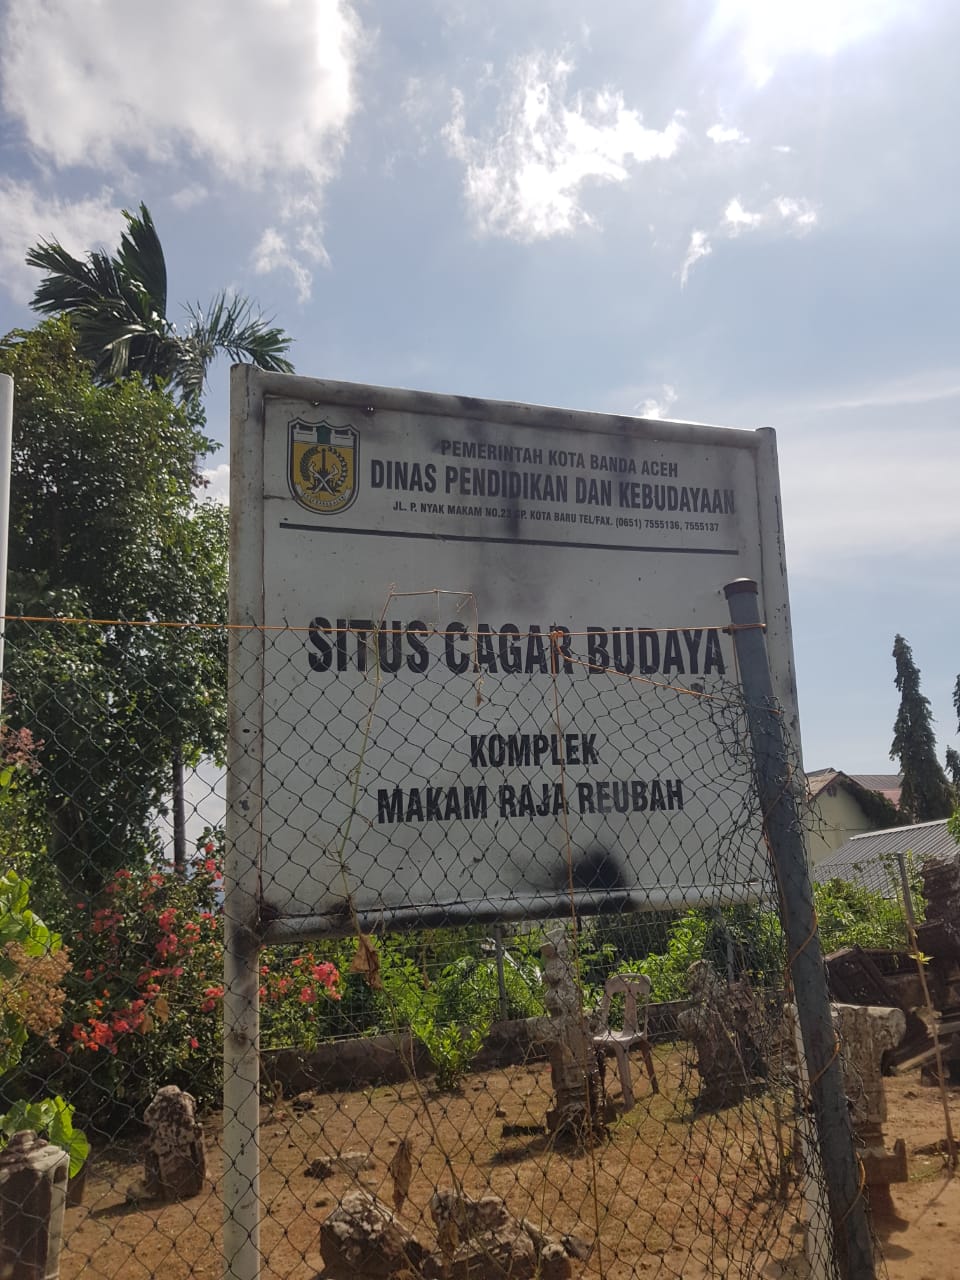 PEMERINTAH KOTA BANDA ACEH
DINAS PENDIDIKAN DAN KEBUDAYAAN
JL. P. NYAK MAKAM NO.23 GP. KOTA BARU TEL/FAX. (0651) 7555136, 7555137
SITUS CAGAR BUDAYA
KOMPLEK
MAKAM RAJA REUBAH